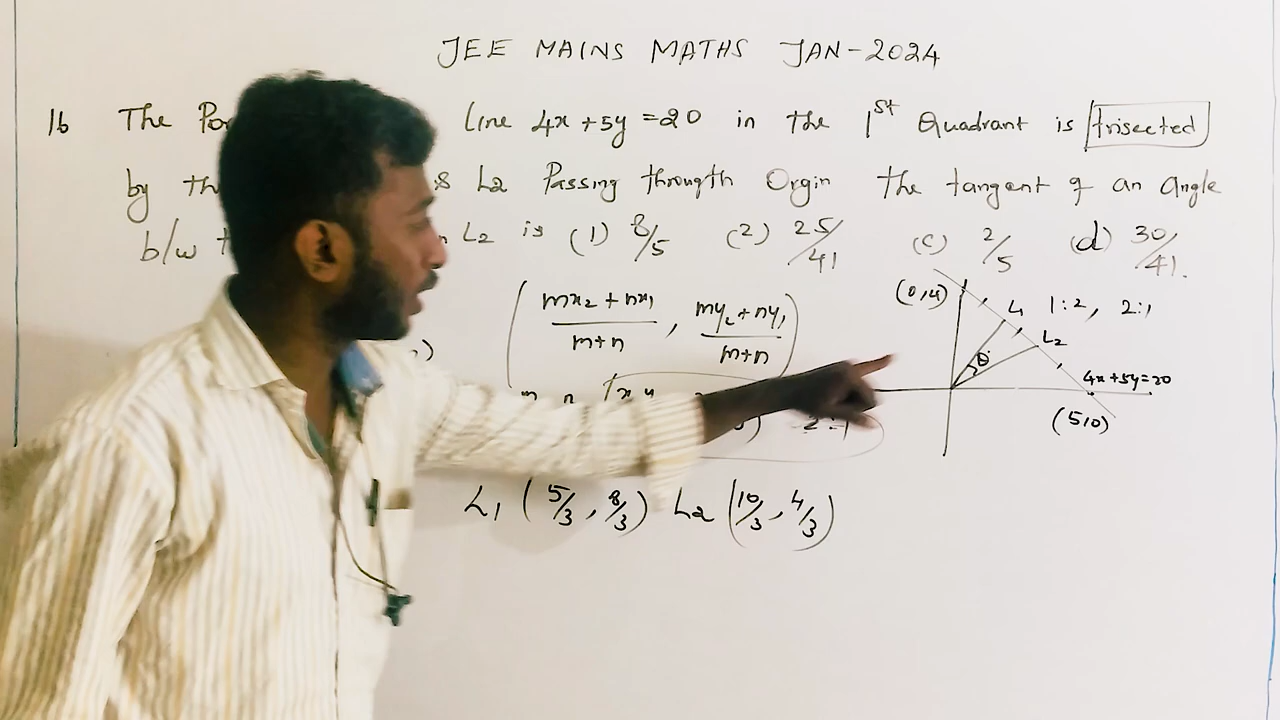 JEE MAINS MATHS JAN-2024
16 The Por line 4x+5y=20 in the 1st Quadrant is trisected
by th & L2 Passing throughth Orgin the tangent of an angle
b/w L2 is (1) 8/5 (2) 25/41 (c) 2/5 (d) 30/41.
(mx2 + nx1 / m+n , my2 + ny1 / m+n)
(0,4) L1 1:2, 2:1
L2
θ
4x+5y=20
(5,0)
m n
2:1
L1 (5/3, 8/3) L2 (10/3, 4/3)